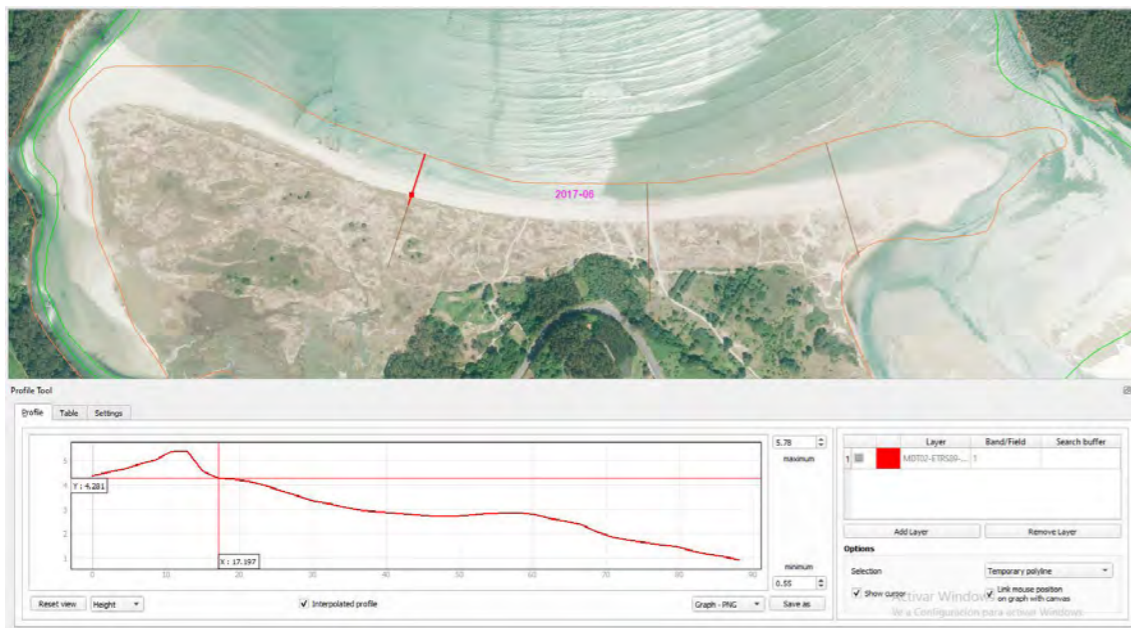 2017-06
Profile Tool
Profile Table Settings
5
4
3
2
1
Y : 4.281
X : 17.197
0 10 20 30 40 50 60 70 80 90
5.78
maximum
minimum
0.55
Reset view Height Interpolated profile Graph - PNG Save as
Layer Band/Field Search buffer
1 MDT02-ETRS89-... 1
Add Layer Remove Layer
Options
Selection Temporary polyline
Show cursor Link mouse position
on graph with canvas
Activar Windows
Ve a Configuración para activar Windows